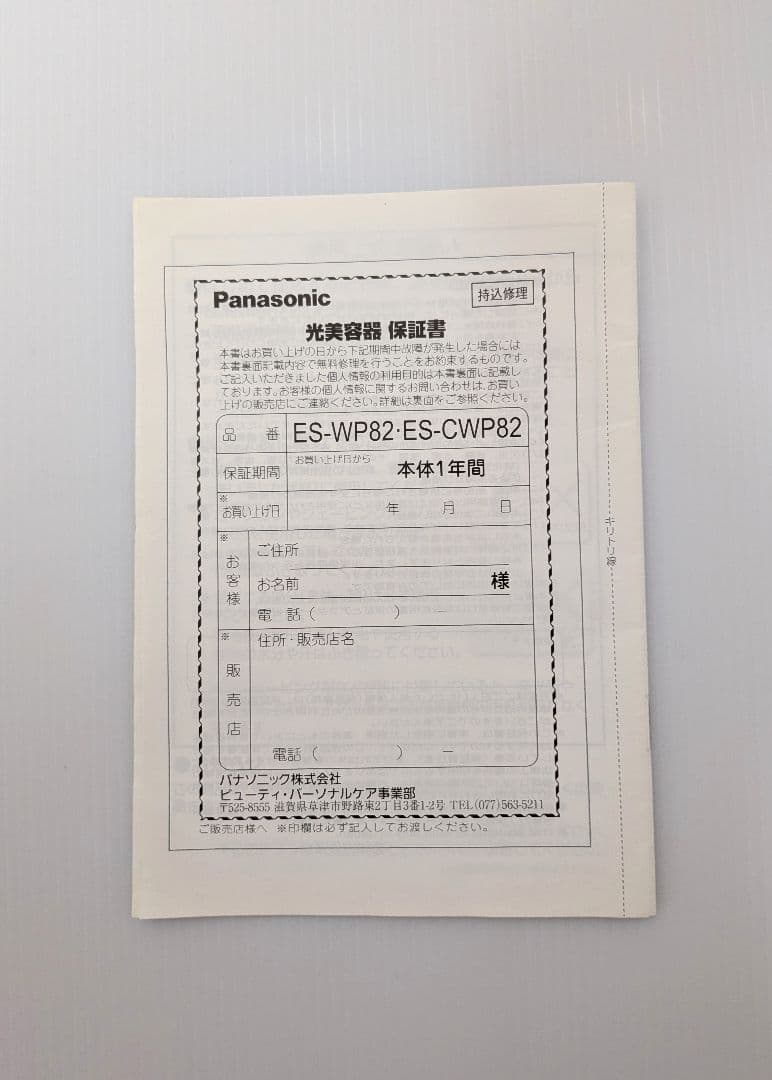 Panasonic
持込修理
光美容器 保証書
本書はお買い上げの日から下記期間中故障が発生した場合には
本書裏面記載内容で無料修理を行うことをお約束するものです。
ご記入いただきました個人情報の利用目的は本書裏面に記載し
ております。お客様の個人情報に関するお問い合わせは、お買い
上げの販売店にご連絡ください。詳細は裏面をご参照ください。
品 番 ES-WP82・ES-CWP82
保証期間 お買い上げ日から 本体1年間
※お買い上げ日 年 月 日
※お客様
ご住所
お名前 様
電 話 ( ) ー
※販売店
住所・販売店名
電話 ( ) ー
パナソニック株式会社
ビューティ・パーソナルケア事業部
〒525-8555 滋賀県草津市野路東2丁目3番1-2号 TEL(077)563-5211
ご販売店様へ ※印欄は必ず記入してお渡しください。
キリトリ線